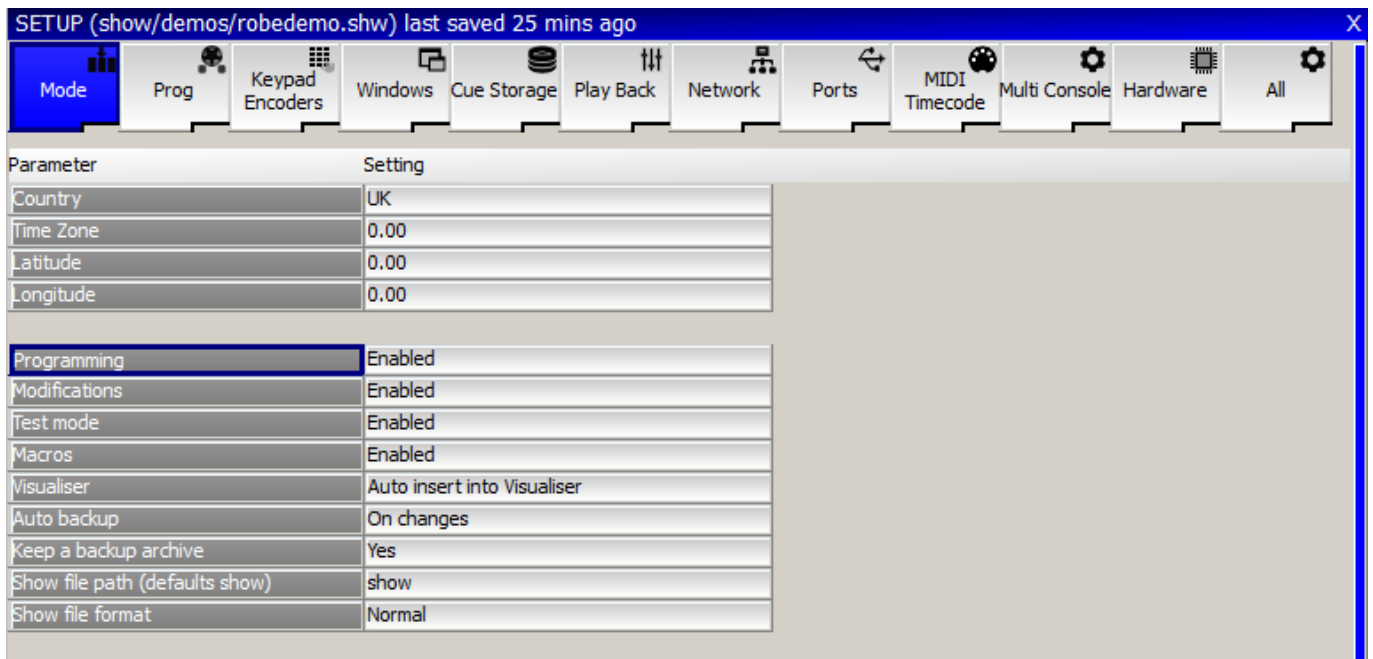 SETUP (show/demos/robedemo.shw) last saved 25 mins ago X
Mode Prog Keypad Encoders Windows Cue Storage Play Back Network Ports MIDI Timecode Multi Console Hardware All
Parameter Setting
Country UK
Time Zone 0.00
Latitude 0.00
Longitude 0.00
Programming Enabled
Modifications Enabled
Test mode Enabled
Macros Enabled
Visualiser Auto insert into Visualiser
Auto backup On changes
Keep a backup archive Yes
Show file path (defaults show) show
Show file format Normal